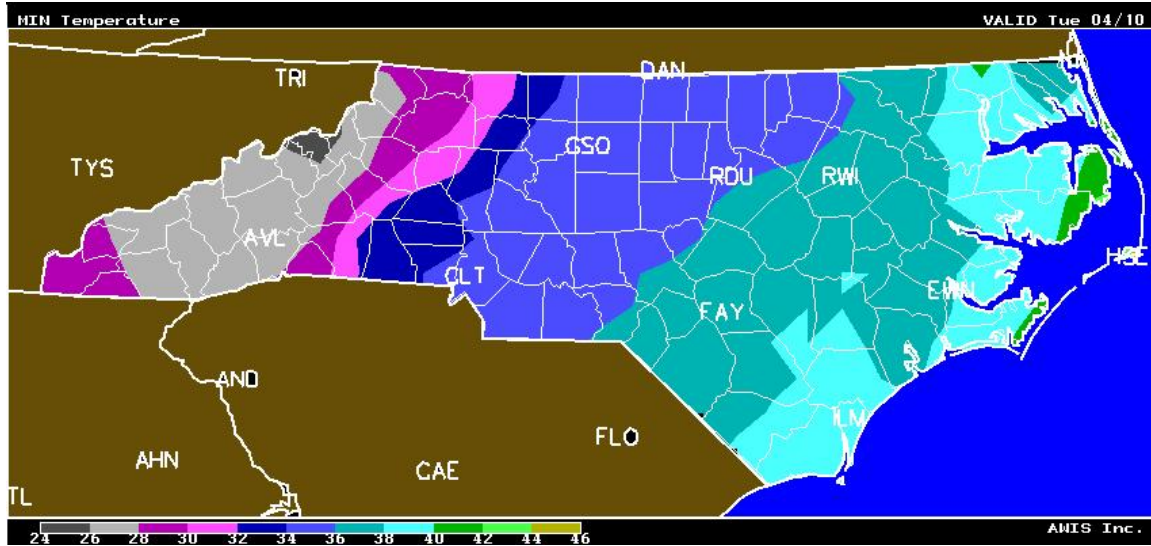 MIN Temperature VALID Tue 04/10
TRI DAN
GSO
TYS RDU RWI
AVL
HSE
CLT EWN
FAY
AND
ILM
FLO
AHN CAE
TL
24 26 28 30 32 34 36 38 40 42 44 46 AWIS Inc.